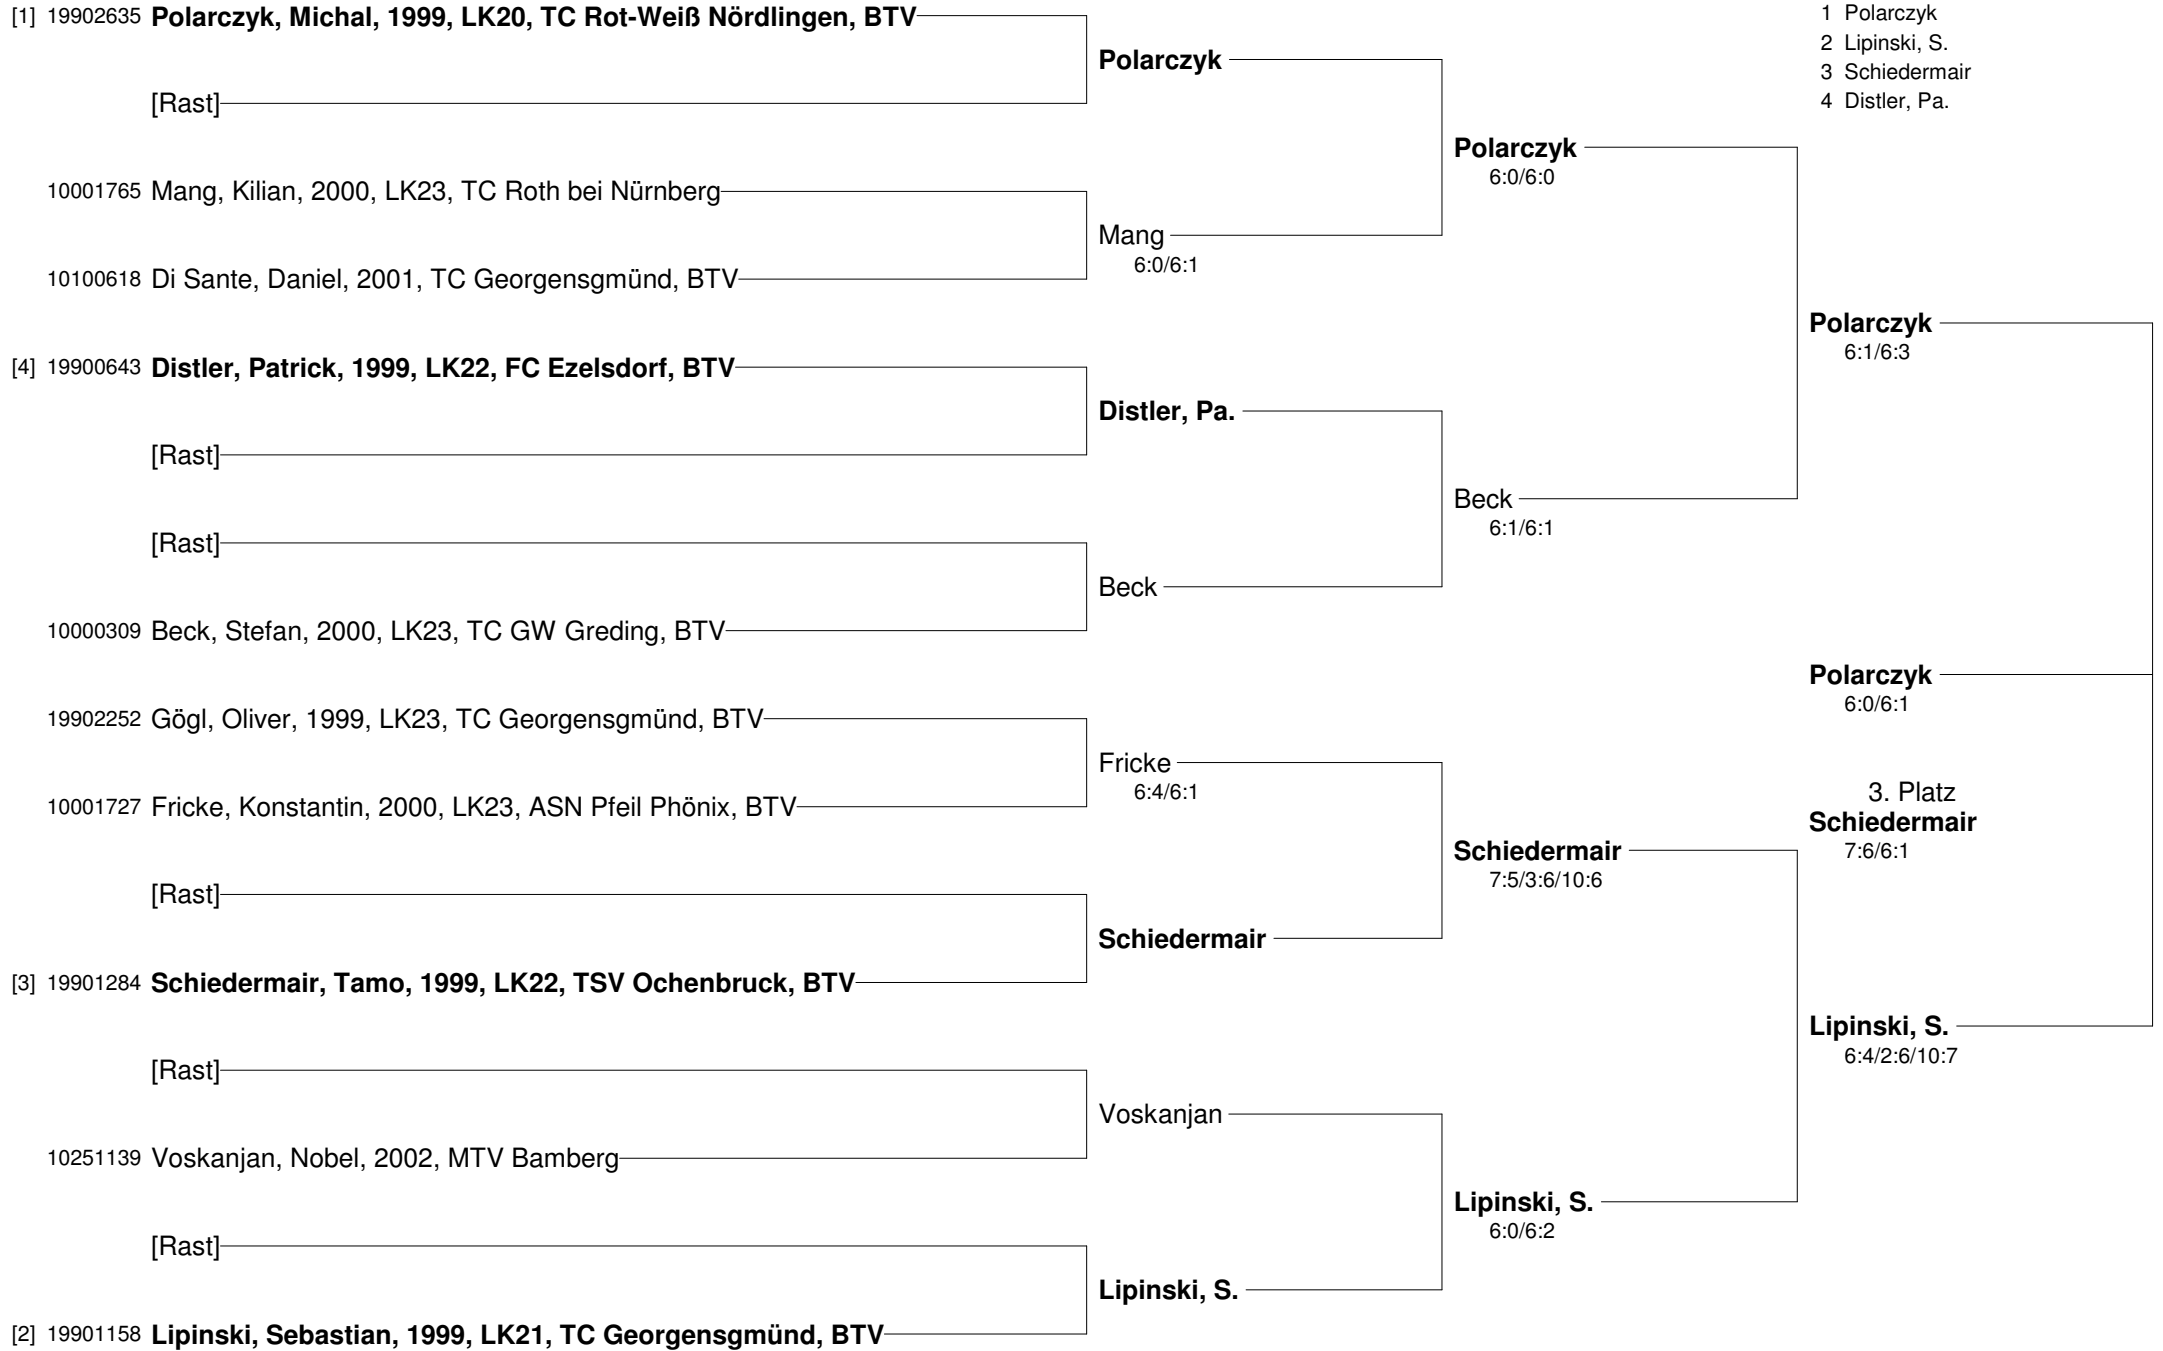 [1] 19902635 Polarczyk, Michal, 1999, LK20, TC Rot-Weiß Nördlingen, BTV
[Rast]
10001765 Mang, Kilian, 2000, LK23, TC Roth bei Nürnberg
10100618 Di Sante, Daniel, 2001, TC Georgensgmünd, BTV
[4] 19900643 Distler, Patrick, 1999, LK22, FC Ezelsdorf, BTV
[Rast]
[Rast]
10000309 Beck, Stefan, 2000, LK23, TC GW Greding, BTV
19902252 Gögl, Oliver, 1999, LK23, TC Georgensgmünd, BTV
10001727 Fricke, Konstantin, 2000, LK23, ASN Pfeil Phönix, BTV
[Rast]
[3] 19901284 Schiedermair, Tamo, 1999, LK22, TSV Ochenbruck, BTV
[Rast]
10251139 Voskanjan, Nobel, 2002, MTV Bamberg
[Rast]
[2] 19901158 Lipinski, Sebastian, 1999, LK21, TC Georgensgmünd, BTV
Polarczyk
Mang
6:0/6:1
Distler, Pa.
Beck
Fricke
6:4/6:1
Schiedermair
Voskanjan
Lipinski, S.
Polarczyk
6:0/6:0
Beck
6:1/6:1
Schiedermair
7:5/3:6/10:6
Lipinski, S.
6:0/6:2
1 Polarczyk
2 Lipinski, S.
3 Schiedermair
4 Distler, Pa.
Polarczyk
6:1/6:3
Polarczyk
6:0/6:1
3. Platz
Schiedermair
7:6/6:1
Lipinski, S.
6:4/2:6/10:7